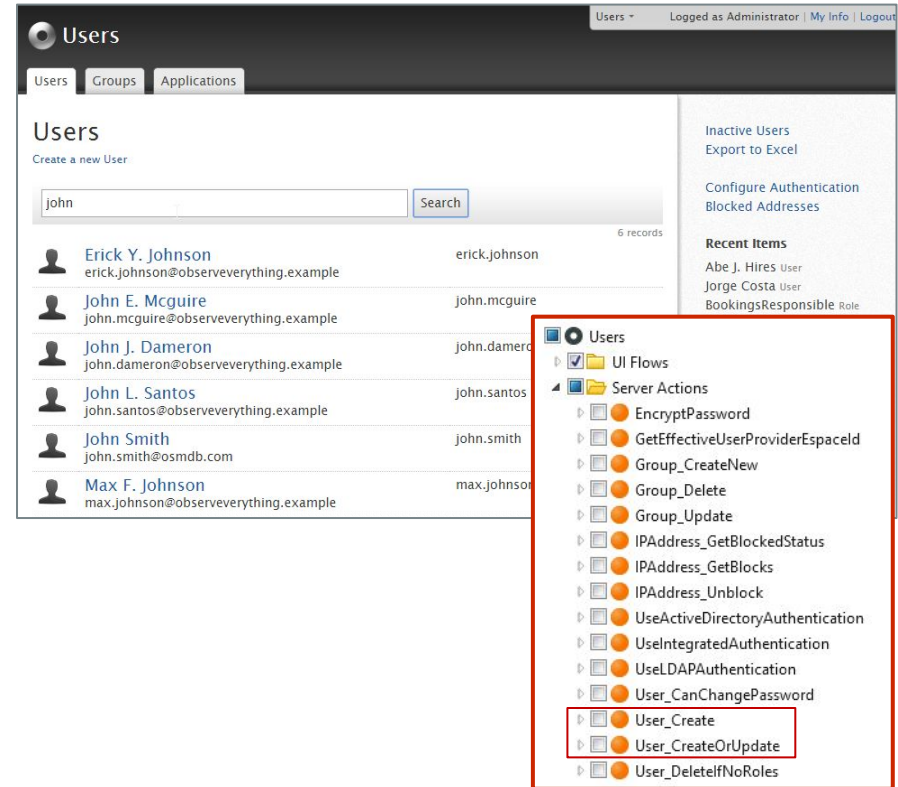 Users
Users Logged as Administrator | My Info | Logout
Users Groups Applications
Users
Create a new User
john Search
6 records
Erick Y. Johnson erick.johnson
erick.johnson@observeverything.example
John E. Mcguire john.mcguire
john.mcguire@observeverything.example
John J. Dameron john.damero
john.dameron@observeverything.example
John L. Santos john.santos
john.santos@observeverything.example
John Smith john.smith
john.smith@osmdb.com
Max F. Johnson max.johnson
max.johnson@observeverything.example
Inactive Users
Export to Excel
Configure Authentication
Blocked Addresses
Recent Items
Abe J. Hires User
Jorge Costa User
BookingsResponsible Role
Users
UI Flows
Server Actions
EncryptPassword
GetEffectiveUserProviderEspaceId
Group_CreateNew
Group_Delete
Group_Update
IPAddress_GetBlockedStatus
IPAddress_GetBlocks
IPAddress_Unblock
UseActiveDirectoryAuthentication
UseIntegratedAuthentication
UseLDAPAuthentication
User_CanChangePassword
User_Create
User_CreateOrUpdate
User_DeleteIfNoRoles